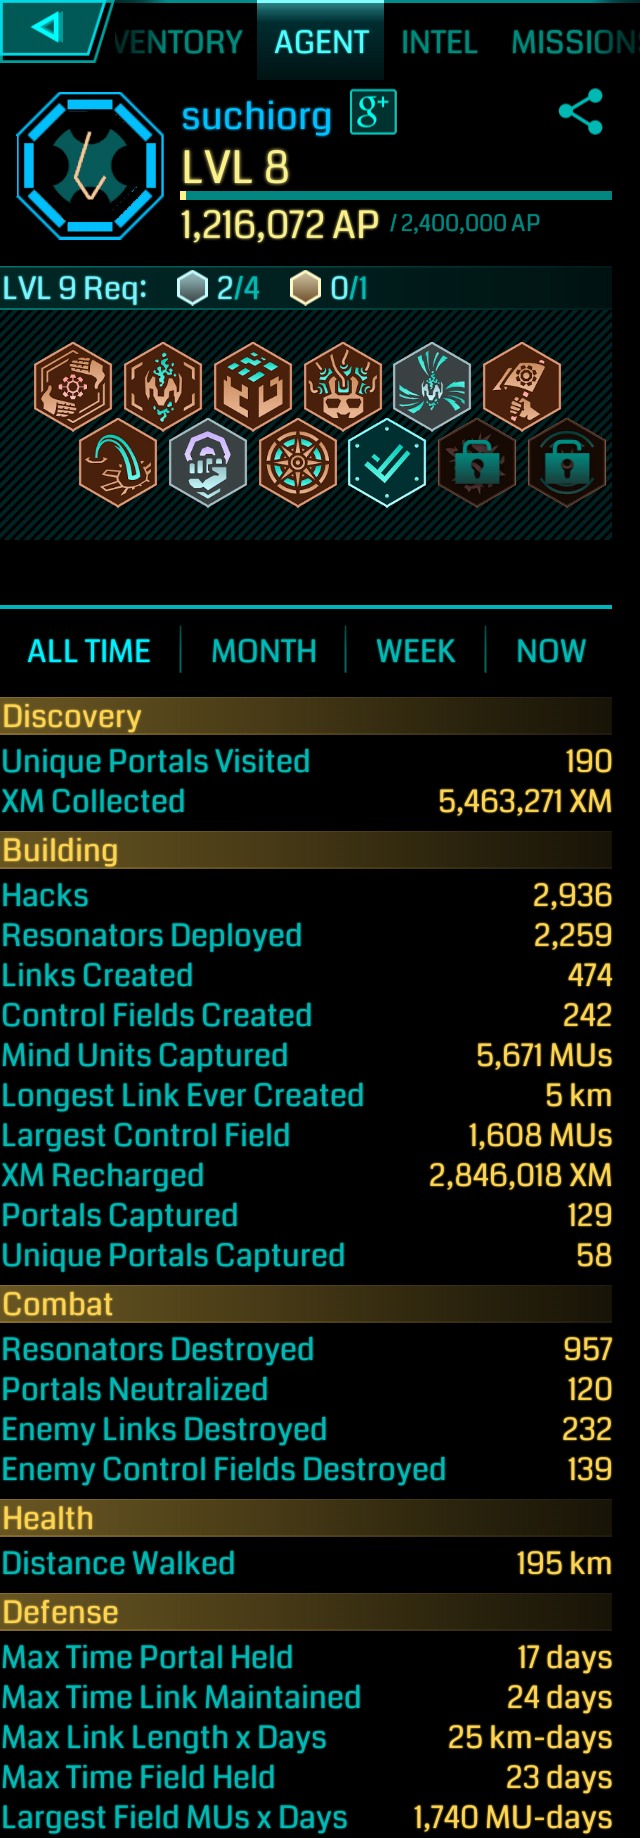 VENTORY AGENT INTEL MISSION
suchiorg g+
LVL 8
1,216,072 AP / 2,400,000 AP
LVL 9 Req: 2/4 0/1
ALL TIME MONTH WEEK NOW
Discovery
Unique Portals Visited 190
XM Collected 5,463,271 XM
Building
Hacks 2,936
Resonators Deployed 2,259
Links Created 474
Control Fields Created 242
Mind Units Captured 5,671 MUs
Longest Link Ever Created 5 km
Largest Control Field 1,608 MUs
XM Recharged 2,846,018 XM
Portals Captured 129
Unique Portals Captured 58
Combat
Resonators Destroyed 957
Portals Neutralized 120
Enemy Links Destroyed 232
Enemy Control Fields Destroyed 139
Health
Distance Walked 195 km
Defense
Max Time Portal Held 17 days
Max Time Link Maintained 24 days
Max Link Length x Days 25 km-days
Max Time Field Held 23 days
Largest Field MUs x Days 1,740 MU-days